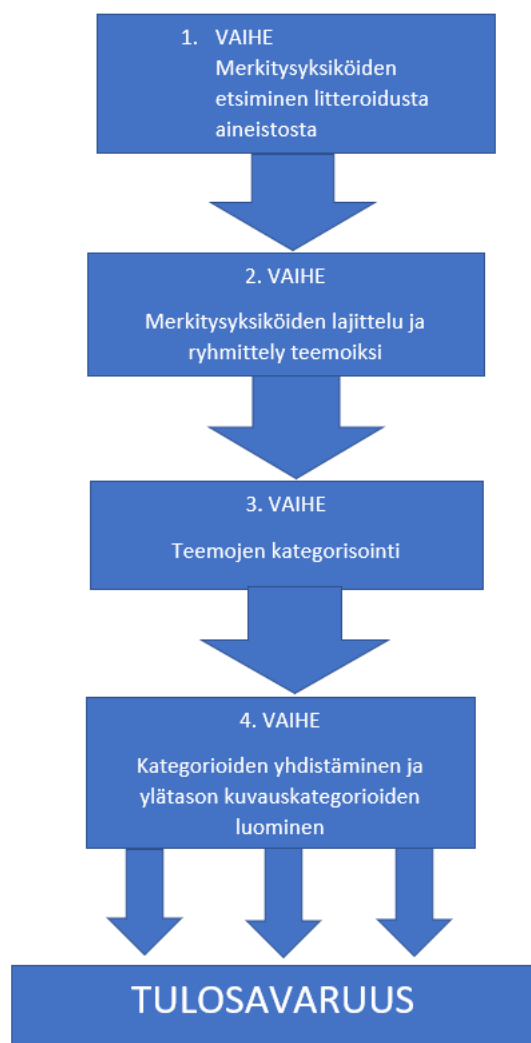 1. VAIHE
Merkitysyksiköiden
etsiminen litteroidusta
aineistosta
2. VAIHE
Merkitysyksiköiden lajittelu ja
ryhmittely teemoiksi
3. VAIHE
Teemojen kategorisointi
4. VAIHE
Kategorioiden yhdistäminen ja
ylätason kuvauskategorioiden
luominen
TULOSAVARUUS